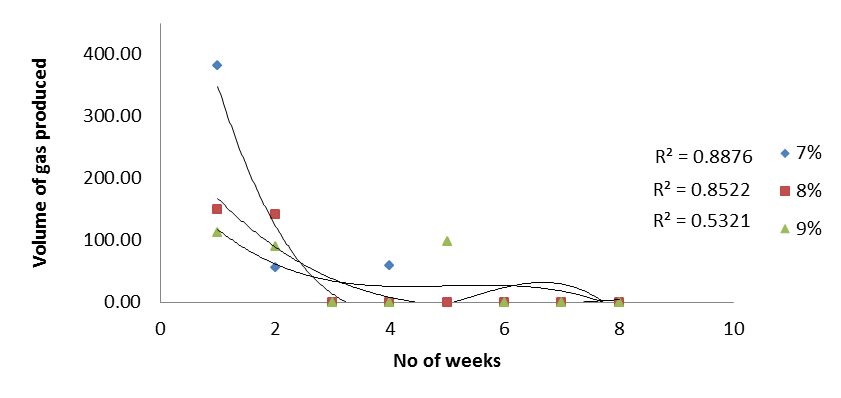 Volume of gas produced
400.00
300.00
200.00
100.00
0.00
R² = 0.8876
7%
R² = 0.8522
8%
R² = 0.5321
9%
0 2 4 6 8 10
No of weeks